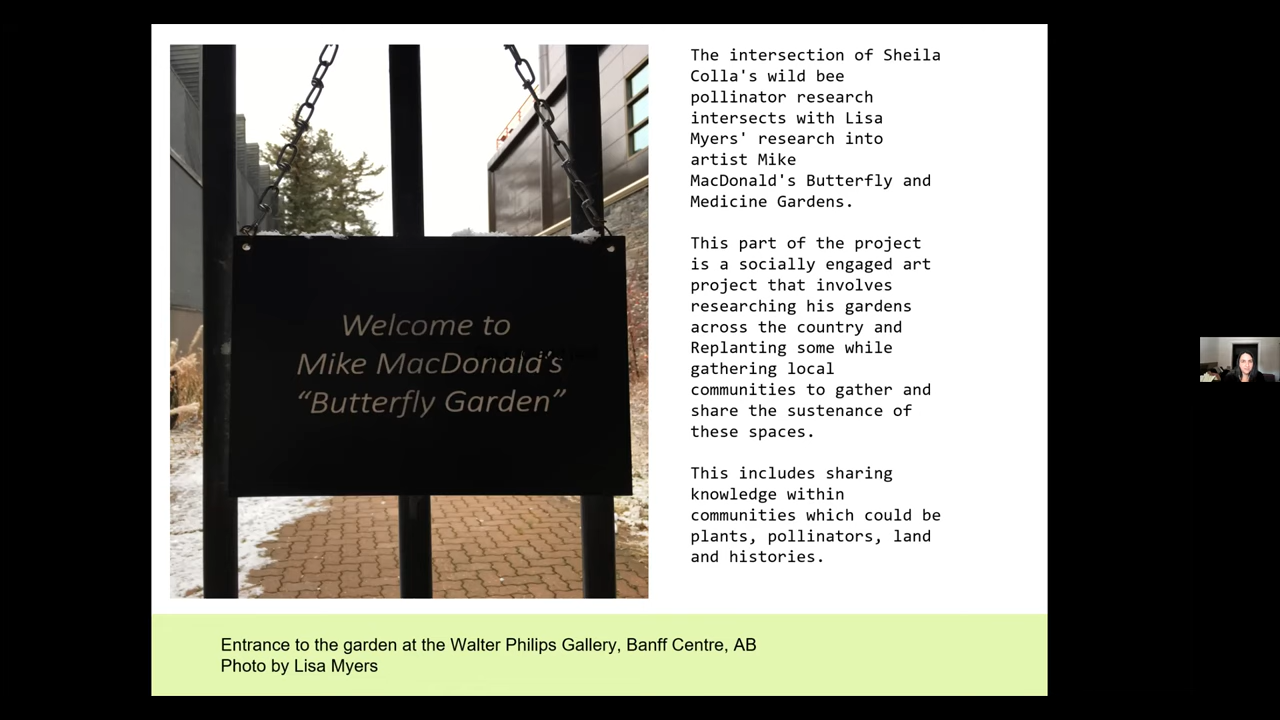 Welcome to
Mike MacDonald's
“Butterfly Garden”
The intersection of Sheila
Colla's wild bee
pollinator research
intersects with Lisa
Myers' research into
artist Mike
MacDonald's Butterfly and
Medicine Gardens.
This part of the project
is a socially engaged art
project that involves
researching his gardens
across the country and
Replanting some while
gathering local
communities to gather and
share the sustenance of
these spaces.
This includes sharing
knowledge within
communities which could be
plants, pollinators, land
and histories.
Entrance to the garden at the Walter Philips Gallery, Banff Centre, AB
Photo by Lisa Myers